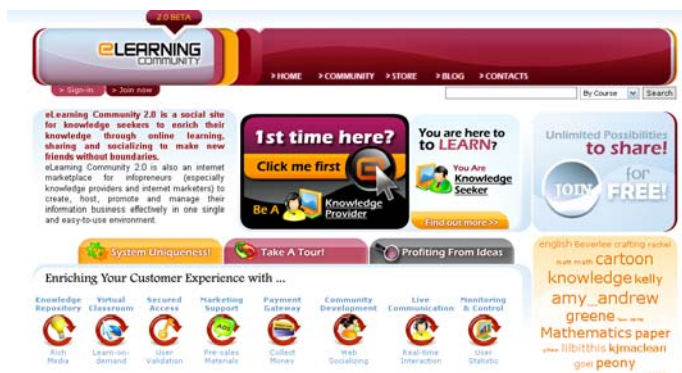 2.0 BETA
eLEARNING
COMMUNITY
> HOME > COMMUNITY > STORE > BLOG > CONTACTS
> Sign-in > Join now
By Course Search
eLearning Community 2.0 is a social site
for knowledge seekers to enrich their
knowledge through online learning,
sharing and socializing to make new
friends without boundaries.
eLearning Community 2.0 is also an internet
marketplace for infopreneurs (especially
knowledge providers and internet marketers) to
create, host, promote and manage their
information business effectively in one single
and easy-to-use environment.
1st time here?
Click me first
Be A Knowledge
Provider
You are here to
to LEARN?
You Are
Knowledge
Seeker
Find out more >>
Unlimited Possibilities
to share!
JOIN for
FREE!
System Uniqueness!
Take A Tour!
Profiting From Ideas
Enriching Your Customer Experience with ...
Knowledge
Repository
Rich
Media
Virtual
Classroom
Learn-on-
demand
Secured
Access
User
Validation
Marketing
Support
ADS
Pre-sales
Materials
Payment
Gateway
Collect
Money
Community
Development
Web
Socialising
Live
Communication
Real-time
Interaction
Monitoring
& Control
User
Statistic
english Beverlee crafting rachel
math cartoon
knowledge kelly
amy_andrew
greene
Mathematics paper
lilbitthis kjmaclean
goei peony